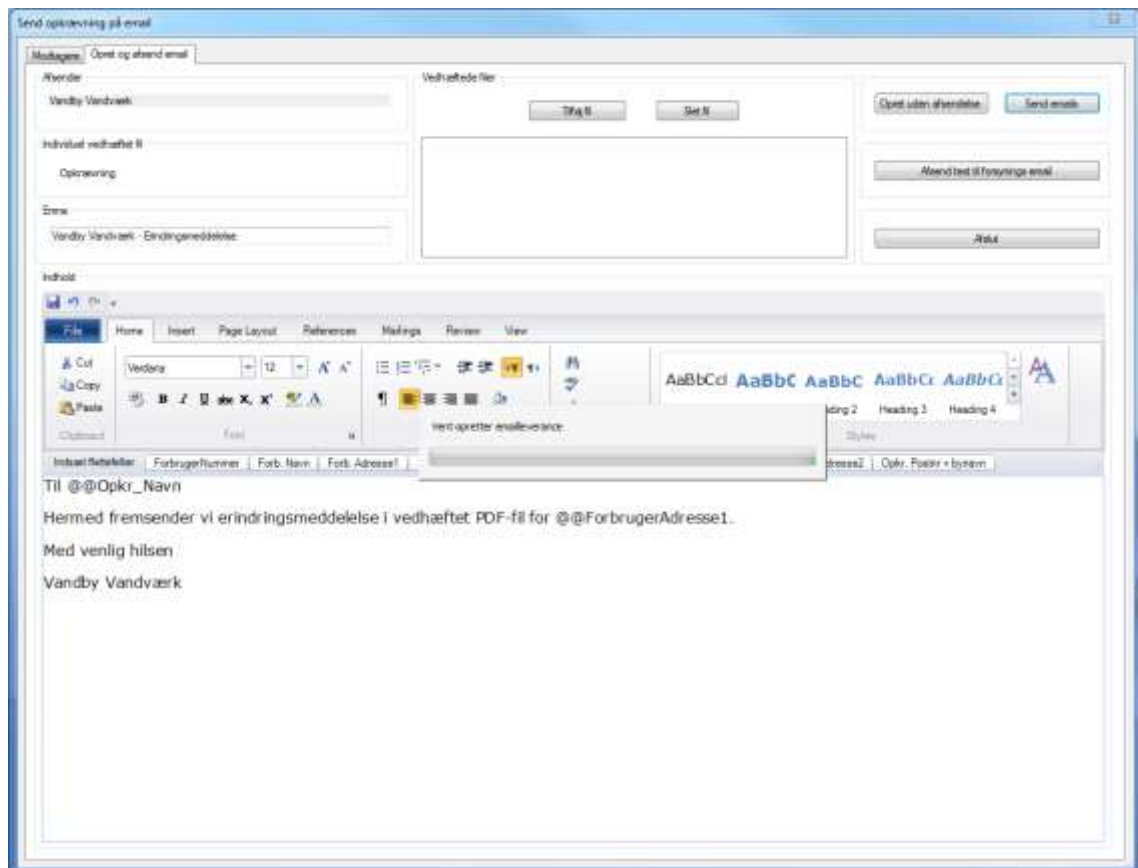 Send opkrævning på email
Modtagere Opret og afsend email
Afsender
Vandby Vandværk
Vedhæftede filer
Tilføj fil Slet fil
Opret uden afsendelse Send emails
Individuel vedhæftet fil
Opkrævning
Afsend test til forsynings email
Emne
Vandby Vandværk - Erindringsmeddelelse
Afslut
Indhold
File Home Insert Page Layout References Mailings Review View
Cut
Copy
Paste
Clipboard
Verdana 12
B I U abc X, X'
Font
AaBbCcI AaBbC AaBbC AaBbCc AaBbCc
ding 2 Heading 3 Heading 4
Styles
Vent opretter emailleverance
Indsæt flettefelter ForbrugerNummer Forb. Navn Forb. Adresse1 dresse2 Opkr. Postnr + bynavn
Til @@Opkr_Navn
Hermed fremsender vi erindringsmeddelelse i vedhæftet PDF-fil for @@ForbrugerAdresse1.
Med venlig hilsen
Vandby Vandværk